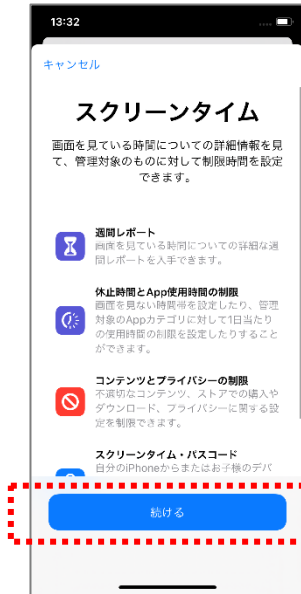 13:32
キャンセル
スクリーンタイム
画面を見ている時間についての詳細情報を見
て、管理対象のものに対して制限時間を設定
できます。
週間レポート
画面を見ている時間についての詳細な週
間レポートを入手できます。
休止時間とApp使用時間の制限
画面を見ない時間帯を設定したり、管理
対象のAppカテゴリに対して1日当たり
の使用時間の制限を設定したりすること
ができます。
コンテンツとプライバシーの制限
不適切なコンテンツ、ストアでの購入や
ダウンロード、プライバシーに関する設
定を制限できます。
スクリーンタイム・パスコード
自分のiPhoneからまたはお子様のデバ
続ける